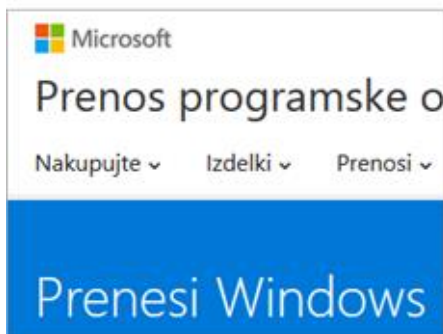 Microsoft
Prenos programske o
Nakupujte Izdelki Prenosi
Prenesi Windows